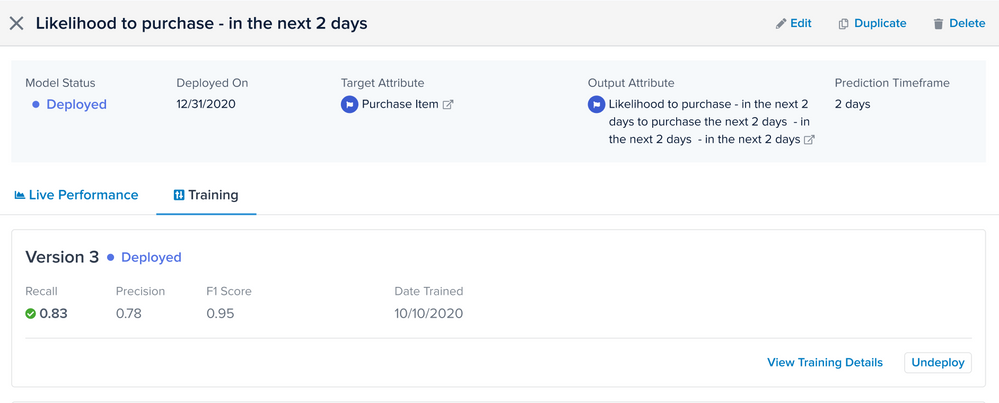 Likelihood to purchase - in the next 2 days
Edit
Duplicate
Delete
Model Status
Deployed On
Target Attribute
Output Attribute
Prediction Timeframe
Deployed
12/31/2020
Purchase Item
Likelihood to purchase - in the next 2
days to purchase the next 2 days - in
the next 2 days - in the next 2 days
2 days
Live Performance
Training
Version 3
Deployed
Recall
Precision
F1 Score
Date Trained
0.83
0.78
0.95
10/10/2020
View Training Details
Undeploy